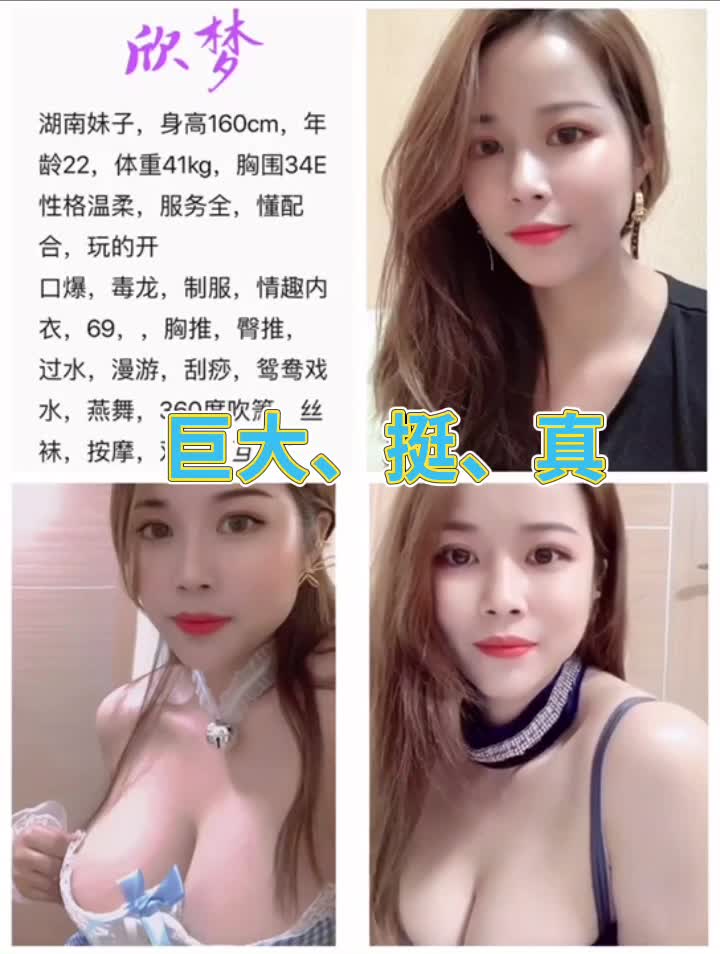 欣梦
湖南妹子，身高160cm，年
龄22，体重41kg，胸围34E
性格温柔，服务全，懂配
合，玩的开
口爆，毒龙，制服，情趣内
衣，69，，胸推，臀推，
过水，漫游，刮痧，鸳鸯戏
水，燕舞，360度吹箫，丝
袜，按摩，
巨大、挺、真